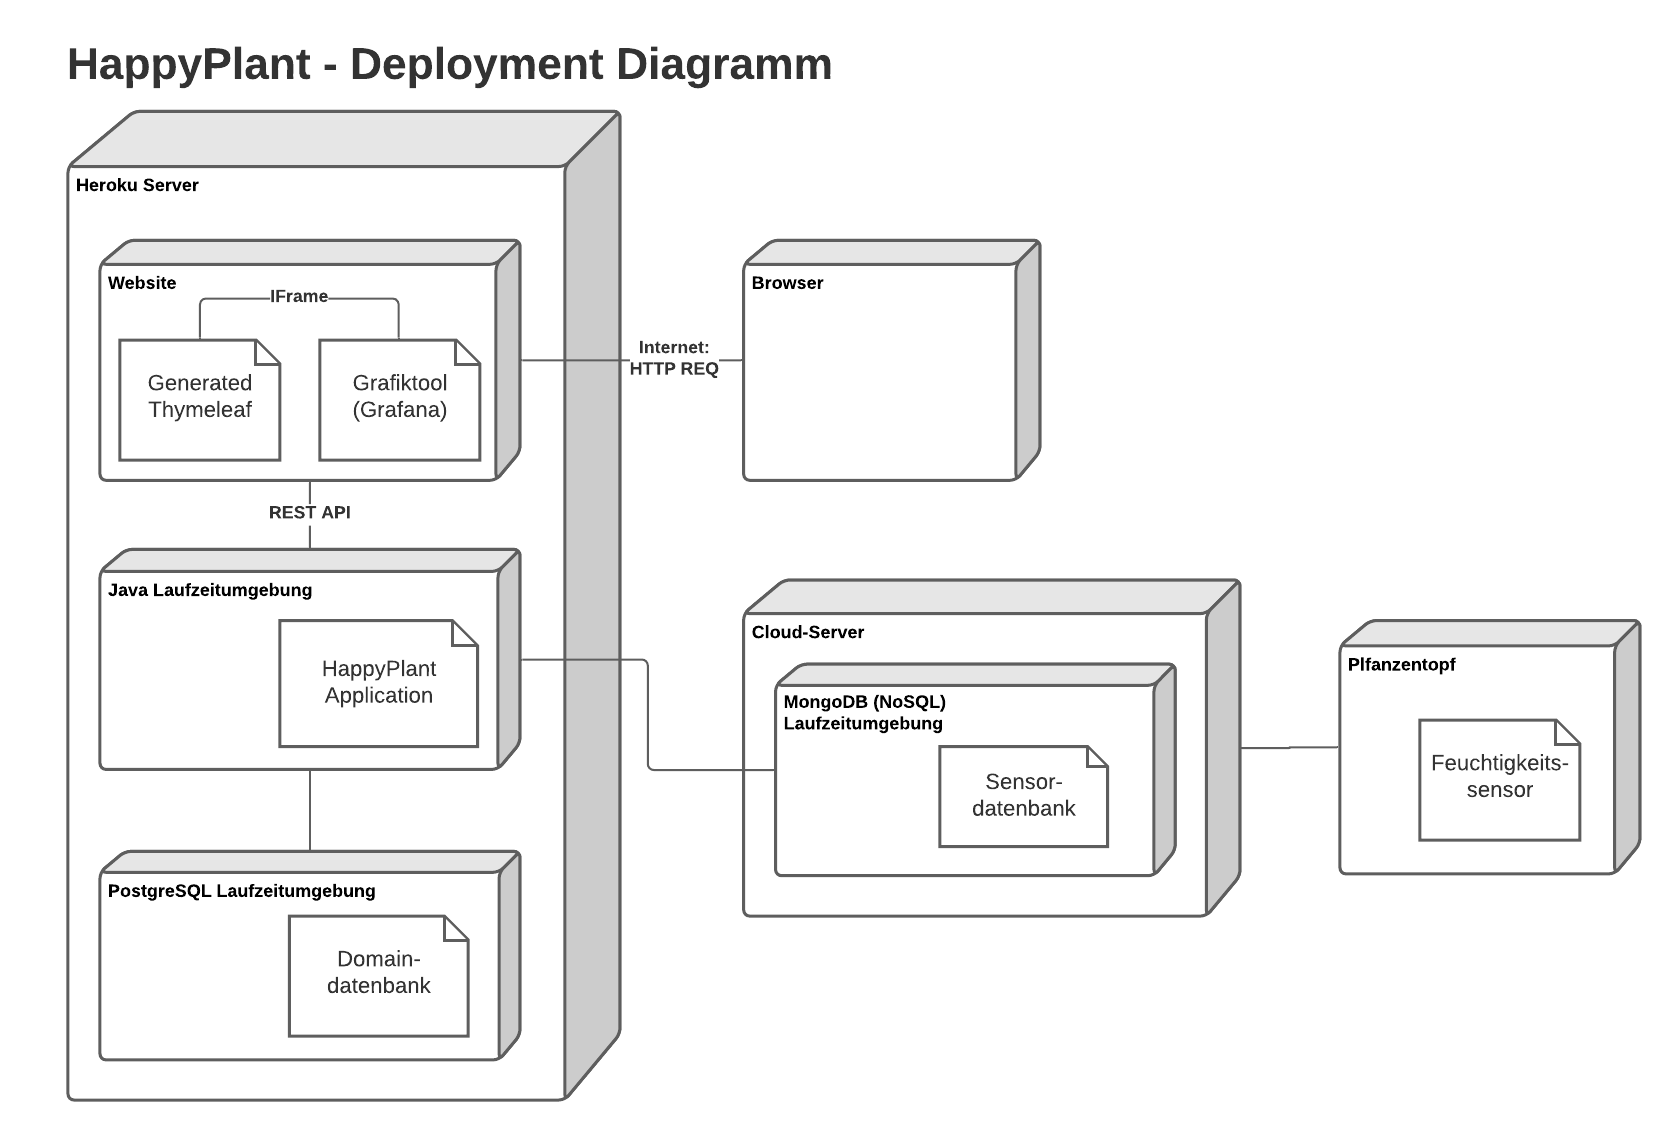 HappyPlant - Deployment Diagramm
Heroku Server
Website
IFrame
Generated
Thymeleaf
Grafiktool
(Grafana)
Internet:
HTTP REQ
Browser
REST API
Java Laufzeitumgebung
HappyPlant
Application
Cloud-Server
MongoDB (NoSQL)
Laufzeitumgebung
Sensor-
datenbank
Plfanzentopf
Feuchtigkeits-
sensor
PostgreSQL Laufzeitumgebung
Domain-
datenbank